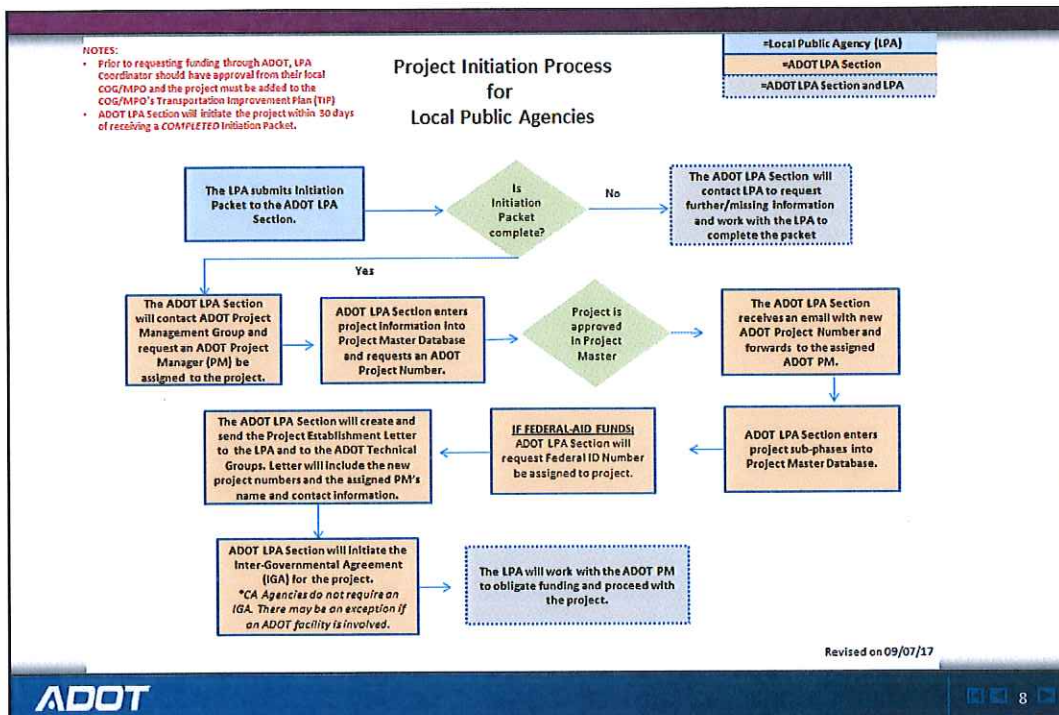 NOTES:
• Prior to requesting funding through ADOT, LPA
Coordinator should have approval from their local
COG/MPO and the project must be added to the
COG/MPO's Transportation Improvement Plan (TIP)
• ADOT LPA Section will initiate the project within 30 days
of receiving a COMPLETED Initiation Packet.
Project Initiation Process
for
Local Public Agencies
=Local Public Agency (LPA)
=ADOT LPA Section
=ADOT LPA Section and LPA
The LPA submits Initiation
Packet to the ADOT LPA
Section.
Is
Initiation
Packet
complete?
No
The ADOT LPA Section will
contact LPA to request
further/missing information
and work with the LPA to
complete the packet
Yes
The ADOT LPA Section
will contact ADOT Project
Management Group and
request an ADOT Project
Manager (PM) be
assigned to the project.
ADOT LPA Section enters
project information into
Project Master Database
and requests an ADOT
Project Number.
Project is
approved
in Project
Master
The ADOT LPA Section
receives an email with new
ADOT Project Number and
forwards to the assigned
ADOT PM.
The ADOT LPA Section will create and
send the Project Establishment Letter
to the LPA and to the ADOT Technical
Groups. Letter will include the new
project numbers and the assigned PM's
name and contact information.
IF FEDERAL-AID FUNDS:
ADOT LPA Section will
request Federal ID Number
be assigned to project.
ADOT LPA Section enters
project sub-phases into
Project Master Database.
ADOT LPA Section will initiate the
Inter-Governmental Agreement
(IGA) for the project.
*CA Agencies do not require an
IGA. There may be an exception if
an ADOT facility is involved.
The LPA will work with the ADOT PM
to obligate funding and proceed with
the project.
Revised on 09/07/17
ADOT
8